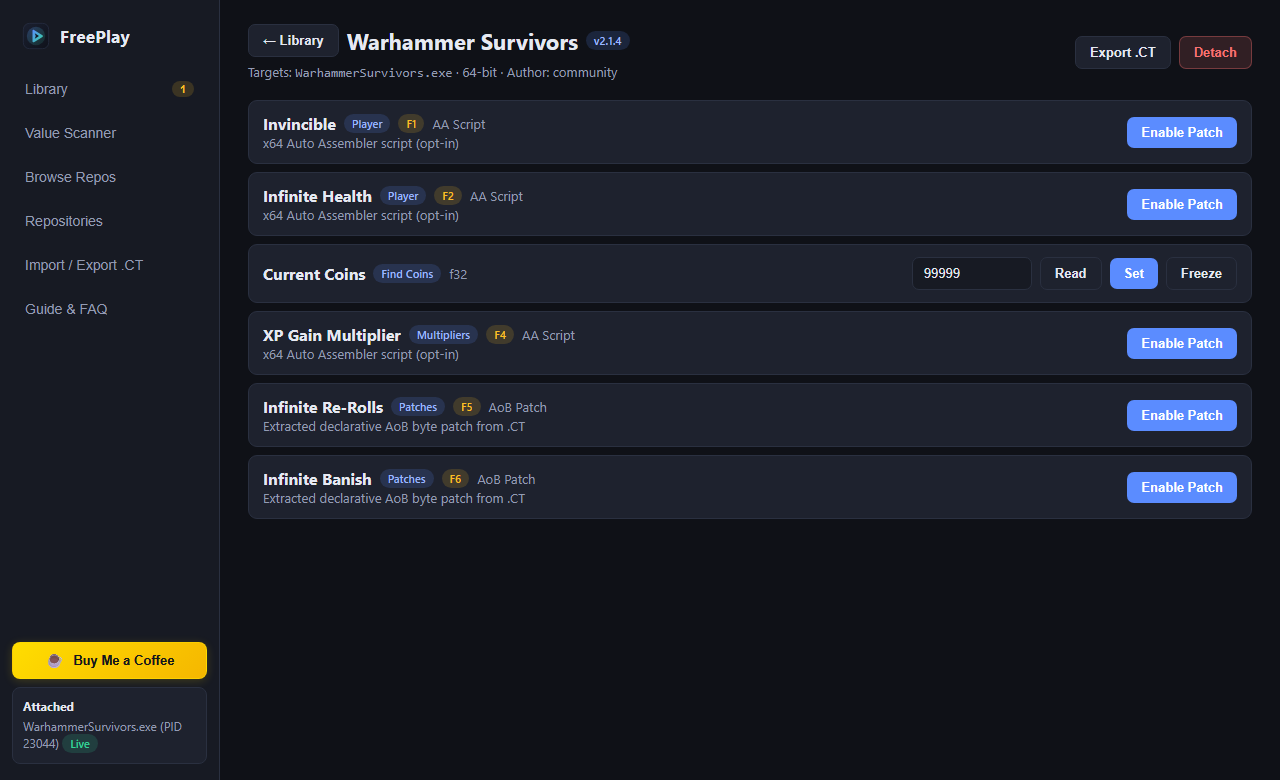 FreePlay
Library 1
Value Scanner
Browse Repos
Repositories
Import / Export .CT
Guide & FAQ
Buy Me a Coffee
Attached
WarhammerSurvivors.exe (PID
23044) Live
← Library Warhammer Survivors v2.1.4
Targets: WarhammerSurvivors.exe · 64-bit · Author: community
Export .CT Detach
Invincible Player F1 AA Script
x64 Auto Assembler script (opt-in)
Enable Patch
Infinite Health Player F2 AA Script
x64 Auto Assembler script (opt-in)
Enable Patch
Current Coins Find Coins f32
99999 Read Set Freeze
XP Gain Multiplier Multipliers F4 AA Script
x64 Auto Assembler script (opt-in)
Enable Patch
Infinite Re-Rolls Patches F5 AoB Patch
Extracted declarative AoB byte patch from .CT
Enable Patch
Infinite Banish Patches F6 AoB Patch
Extracted declarative AoB byte patch from .CT
Enable Patch